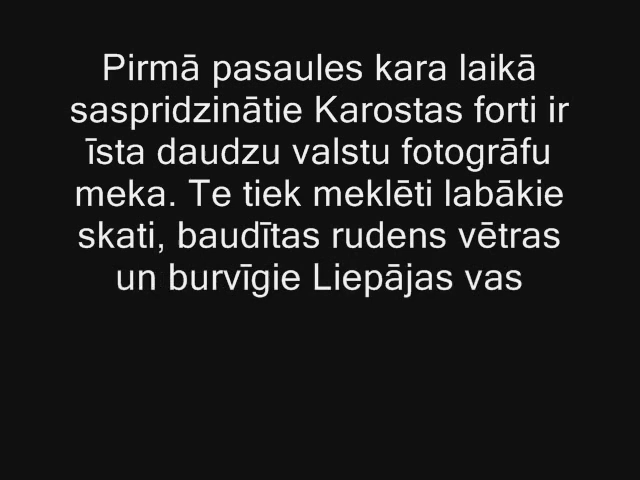 Pirmā pasaules kara laikā
saspridzinātie Karostas forti ir
īsta daudzu valstu fotogrāfu
meka. Te tiek meklēti labākie
skati, baudītas rudens vētras
un burvīgie Liepājas vas